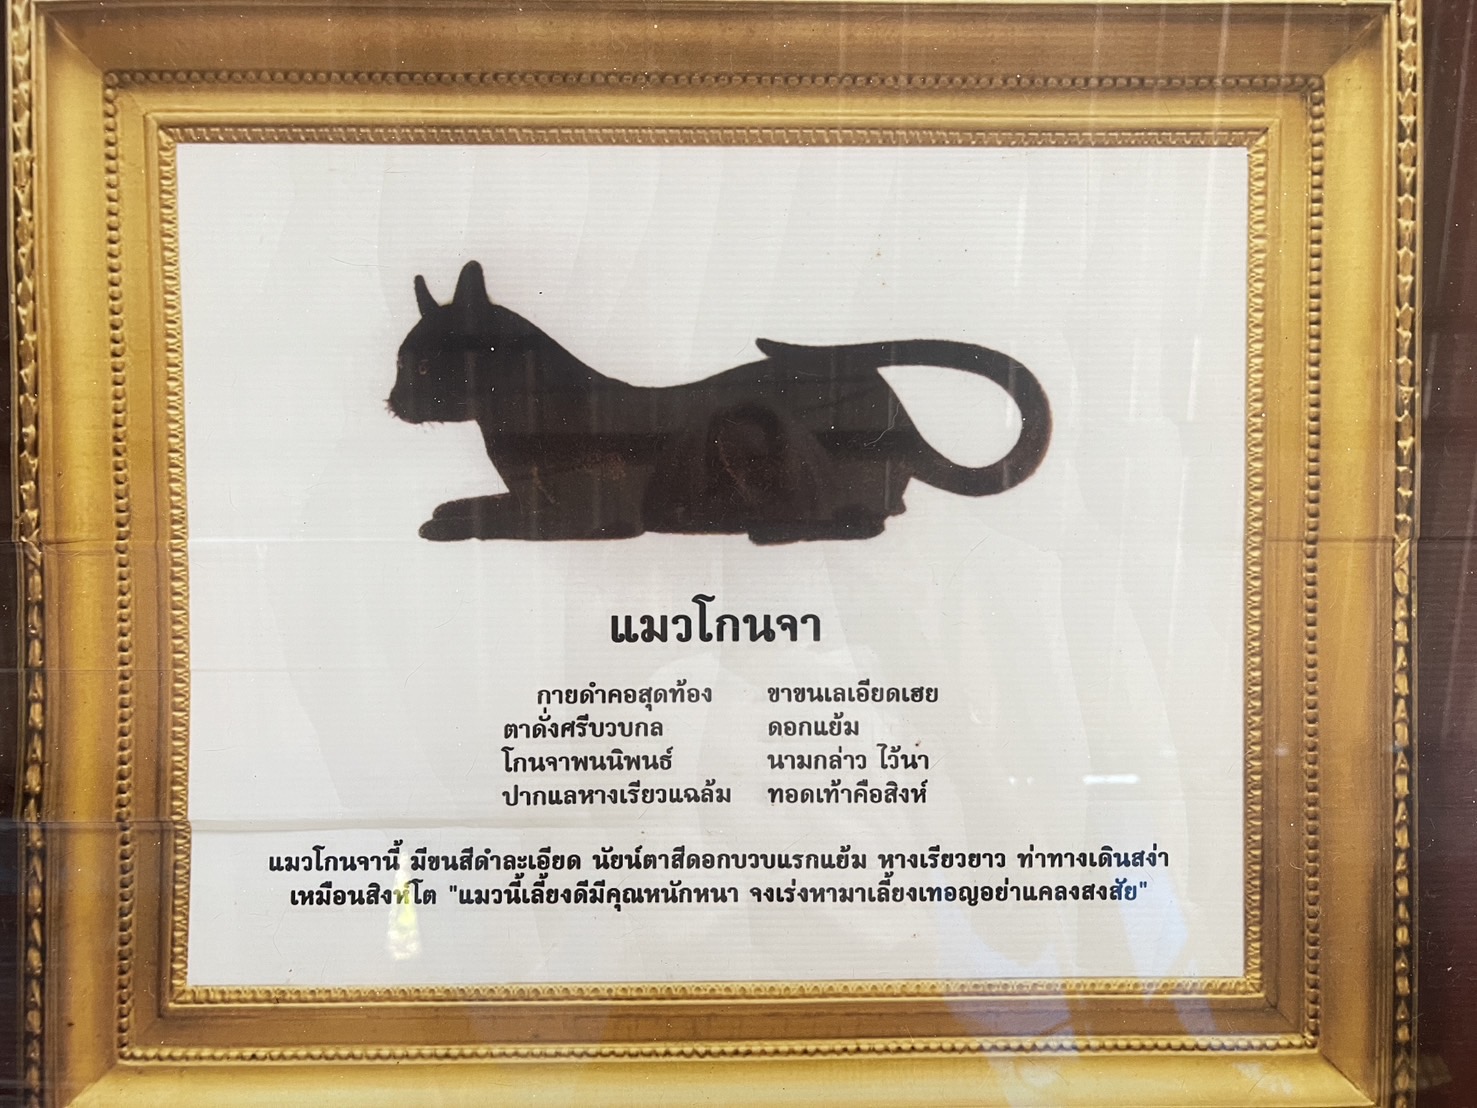 แมวโกนจา
กายดำคอสุดท้อง ขาขนเลเอียดเฮย
ตาดั่งศรีบวบกล ดอกแย้ม
โกนจาพนนิพนธ์ นามกล่าว ไว้นา
ปากแลหางเรียวแฉล้ม ทอดเท้าคือสิงห์
แมวโกนจานี้ มีขนสีดำละเอียด นัยน์ตาสีดอกบวบแรกแย้ม หางเรียวยาว ท่าทางเดินสง่า
เหมือนสิงห์โต "แมวนี้เลี้ยงดีมีคุณหนักหนา จงเร่งหามาเลี้ยงเทอญอย่าแคลงสงสัย"